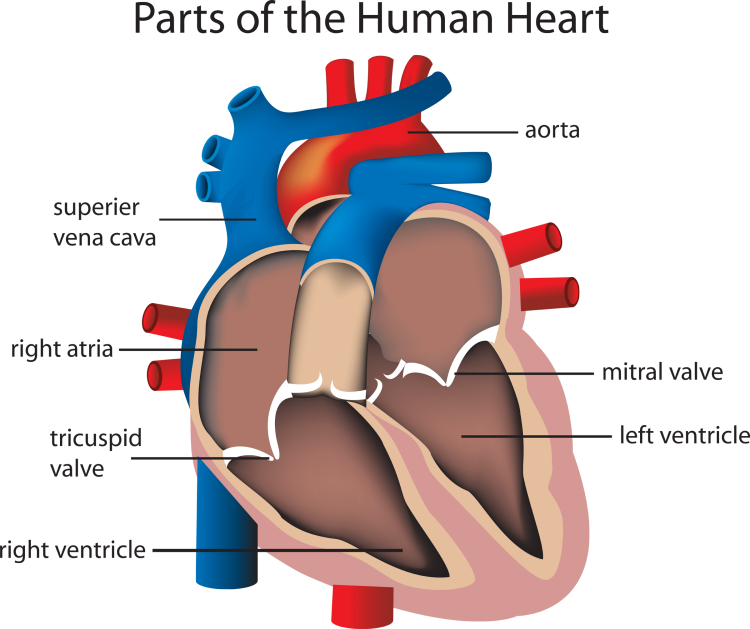 Parts of the Human Heart
aorta
superier
vena cava
right atria
mitral valve
left ventricle
tricuspid
valve
right ventricle